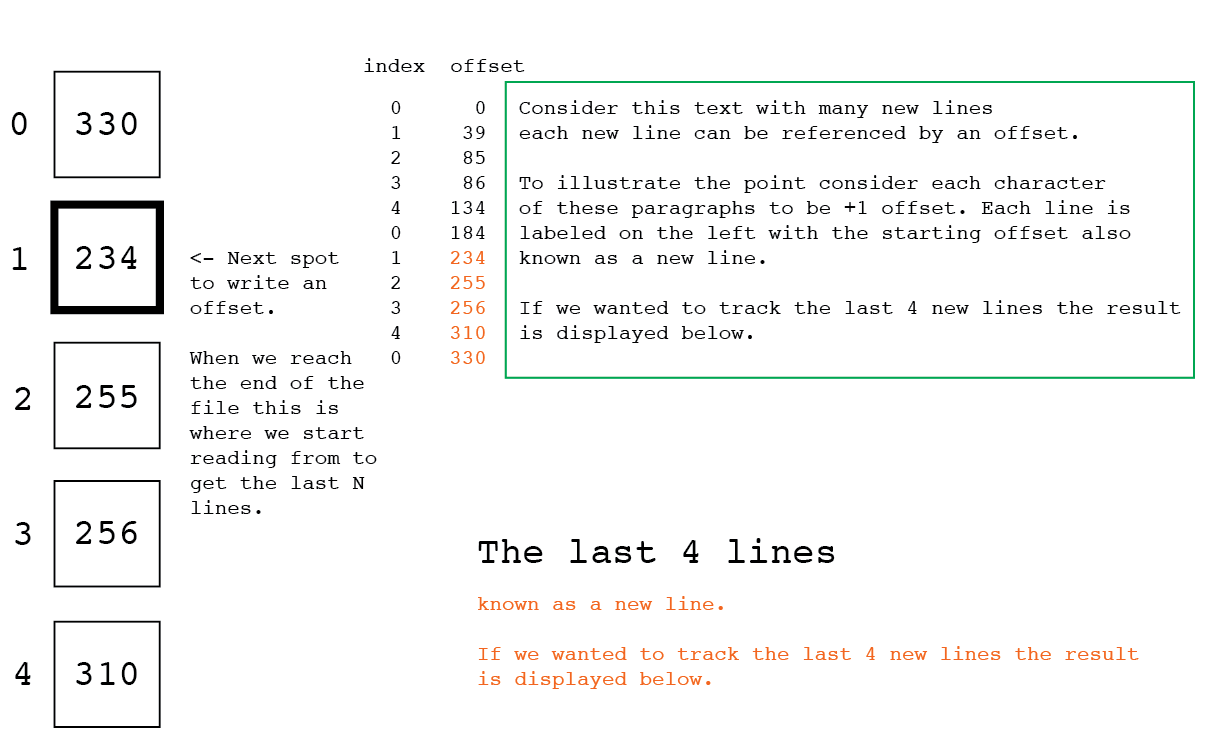 index offset
0 0 Consider this text with many new lines
1 39 each new line can be referenced by an offset.
2 85
3 86 To illustrate the point consider each character
4 134 of these paragraphs to be +1 offset. Each line is
0 184 labeled on the left with the starting offset also
1 234 known as a new line.
2 255
3 256 If we wanted to track the last 4 new lines the result
4 310 is displayed below.
0 330
0 330
1 234
<- Next spot
to write an
offset.
When we reach
the end of the
file this is
where we start
reading from to
get the last N
lines.
2 255
3 256
4 310
The last 4 lines
known as a new line.
If we wanted to track the last 4 new lines the result
is displayed below.